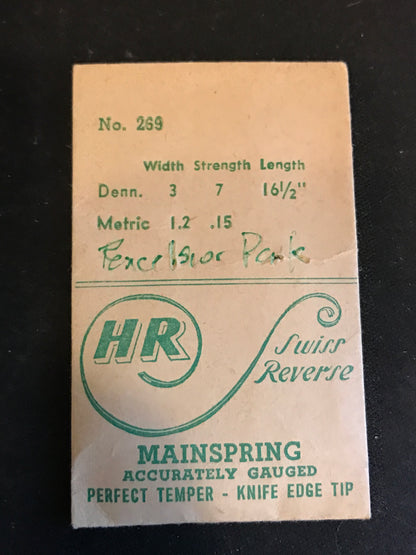 No. 269
Width Strength Length
Denn. 3 7 16½"
Metric 1.2 .15
Excelsior Park
HR
Swiss
Reverse
MAINSPRING
ACCURATELY GAUGED
PERFECT TEMPER - KNIFE EDGE TIP